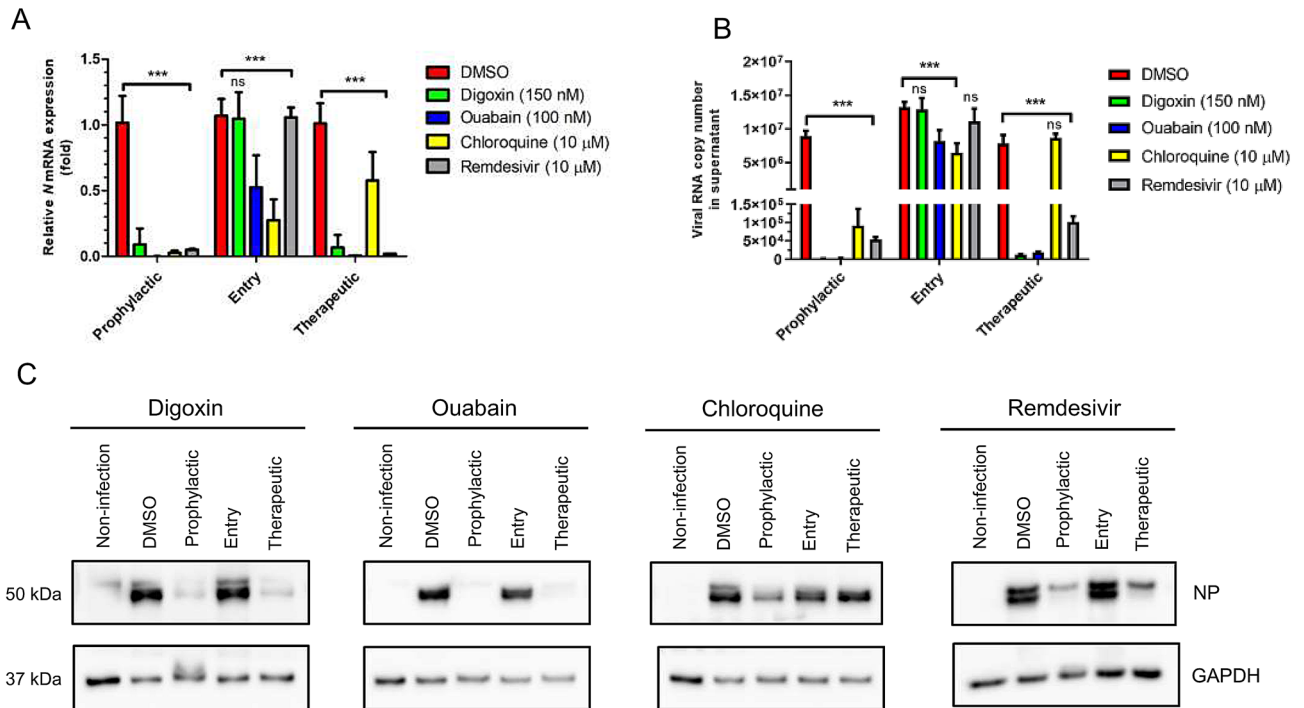 A
Relative N mRNA expression
(fold)
1.5
1.0
0.5
0.0
***
***
ns
***
Prophylactic
Entry
Therapeutic
DMSO
Digoxin (150 nM)
Ouabain (100 nM)
Chloroquine (10 μM)
Remdesivir (10 μM)
B
Viral RNA copy number
in supernatant
2×10⁷
1.5×10⁷
1×10⁷
5×10⁶
1.5×10⁵
1×10⁵
5×10⁴
0
***
***
ns
ns
***
ns
Prophylactic
Entry
Therapeutic
DMSO
Digoxin (150 nM)
Ouabain (100 nM)
Chloroquine (10 μM)
Remdesivir (10 μM)
C
Digoxin
Ouabain
Chloroquine
Remdesivir
Non-infection
DMSO
Prophylactic
Entry
Therapeutic
Non-infection
DMSO
Prophylactic
Entry
Therapeutic
Non-infection
DMSO
Prophylactic
Entry
Therapeutic
Non-infection
DMSO
Prophylactic
Entry
Therapeutic
50 kDa
NP
37 kDa
GAPDH